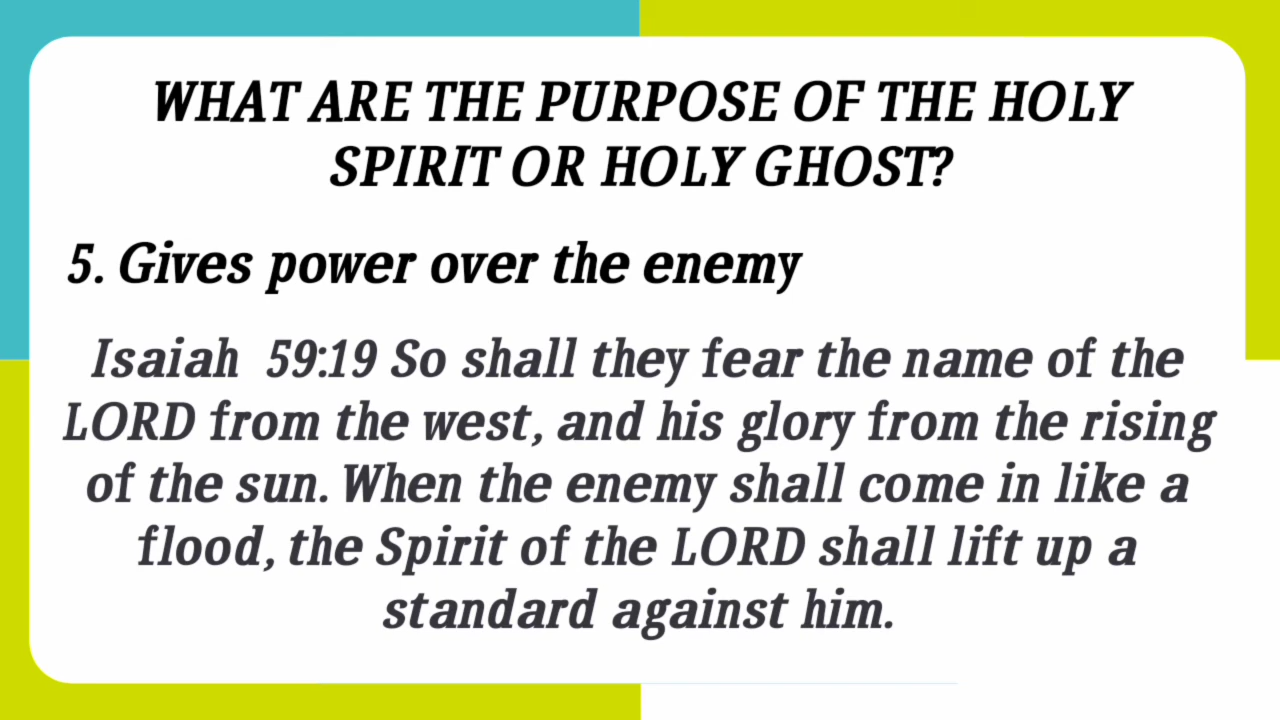 WHAT ARE THE PURPOSE OF THE HOLY
SPIRIT OR HOLY GHOST?
5. Gives power over the enemy
Isaiah 59:19 So shall they fear the name of the
LORD from the west, and his glory from the rising
of the sun. When the enemy shall come in like a
flood, the Spirit of the LORD shall lift up a
standard against him.